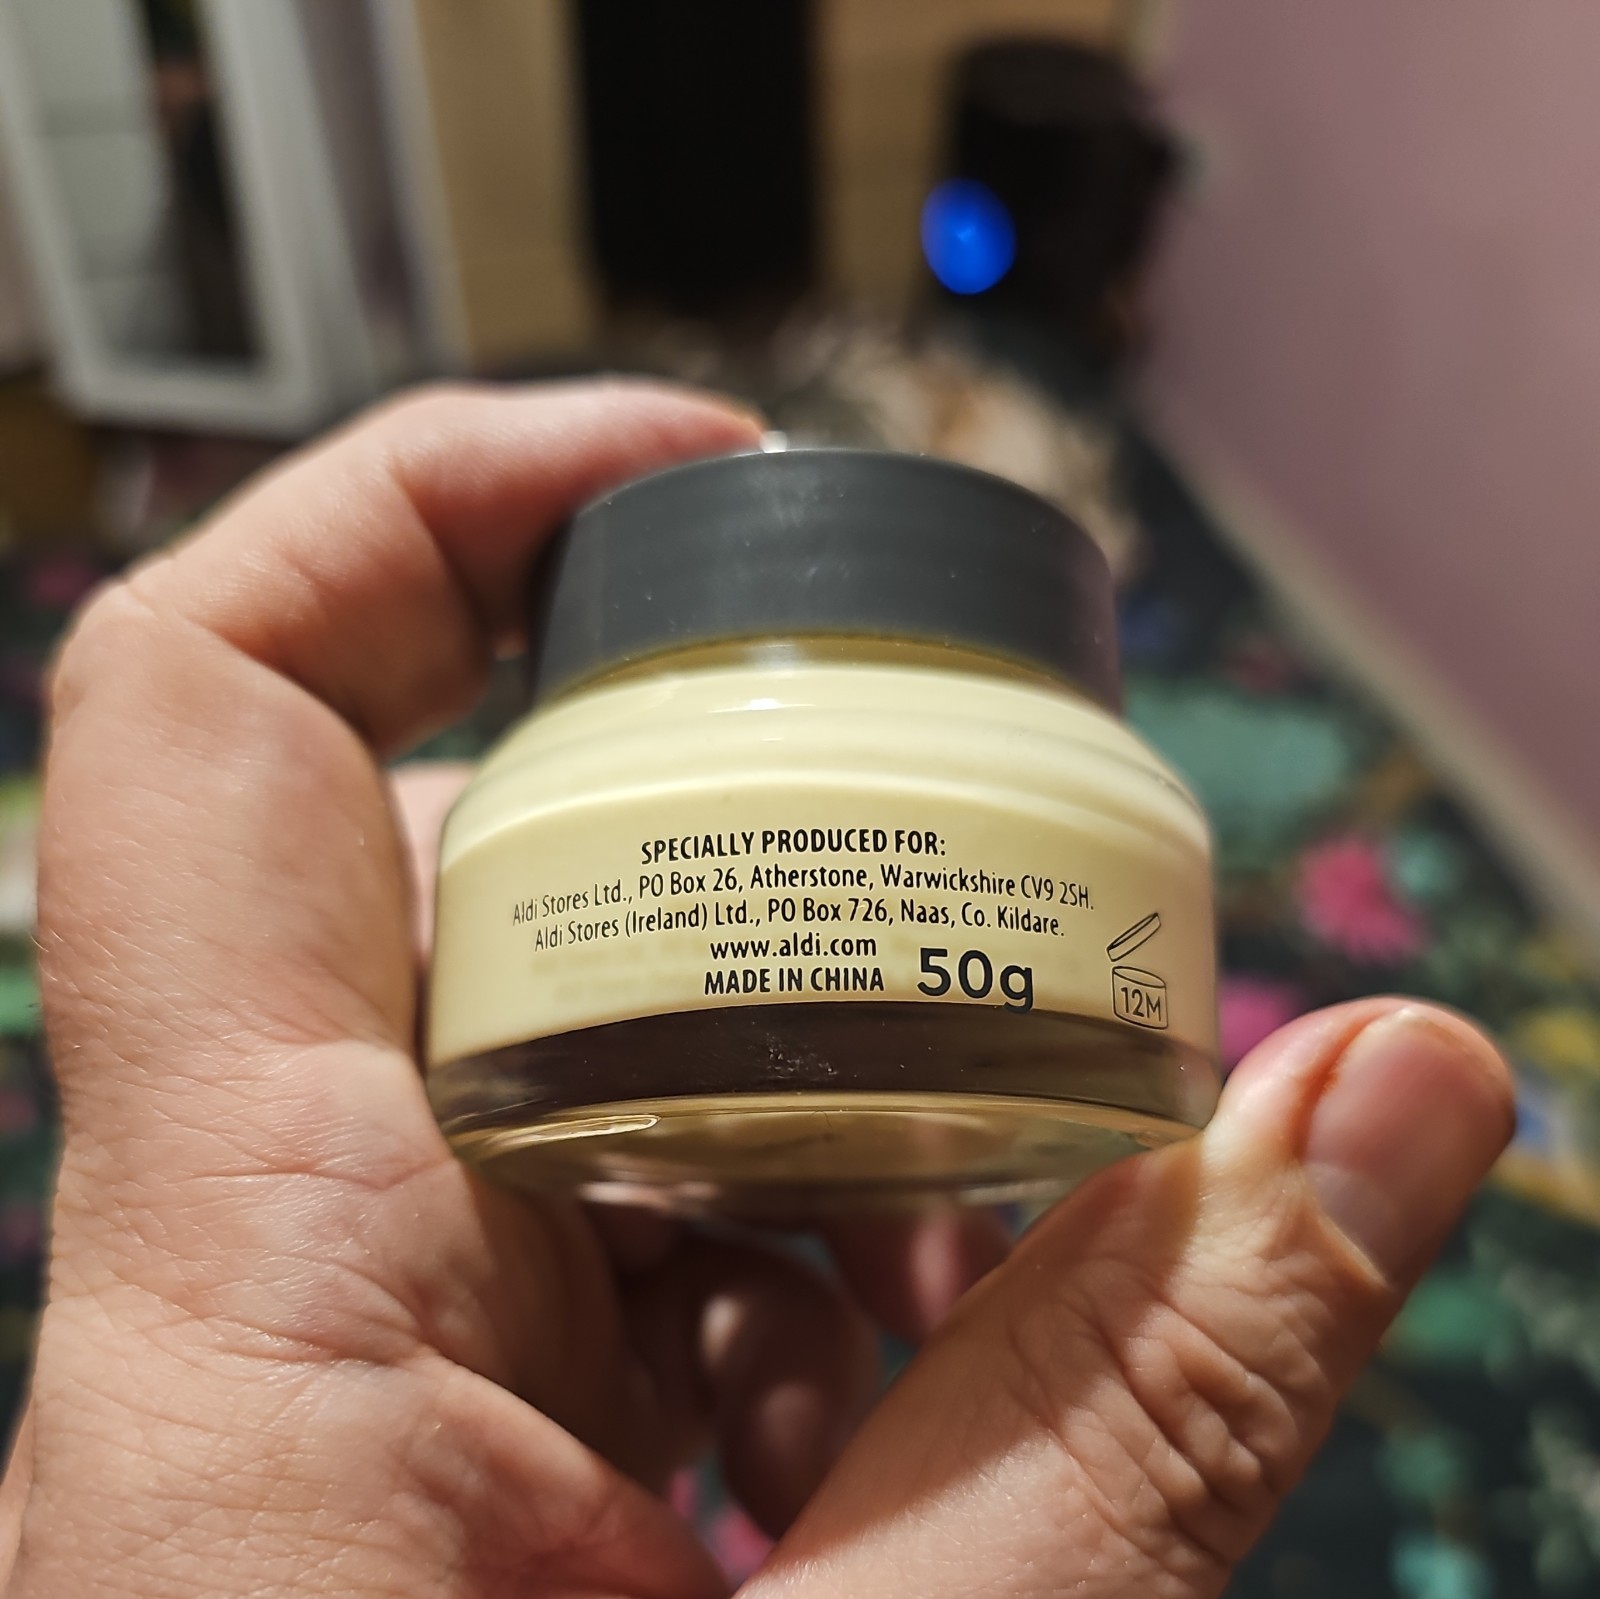 SPECIALLY PRODUCED FOR:
Aldi Stores Ltd., PO Box 26, Atherstone, Warwickshire CV9 2SH.
Aldi Stores (Ireland) Ltd., PO Box 726, Naas, Co. Kildare.
www.aldi.com
MADE IN CHINA 50g
12M